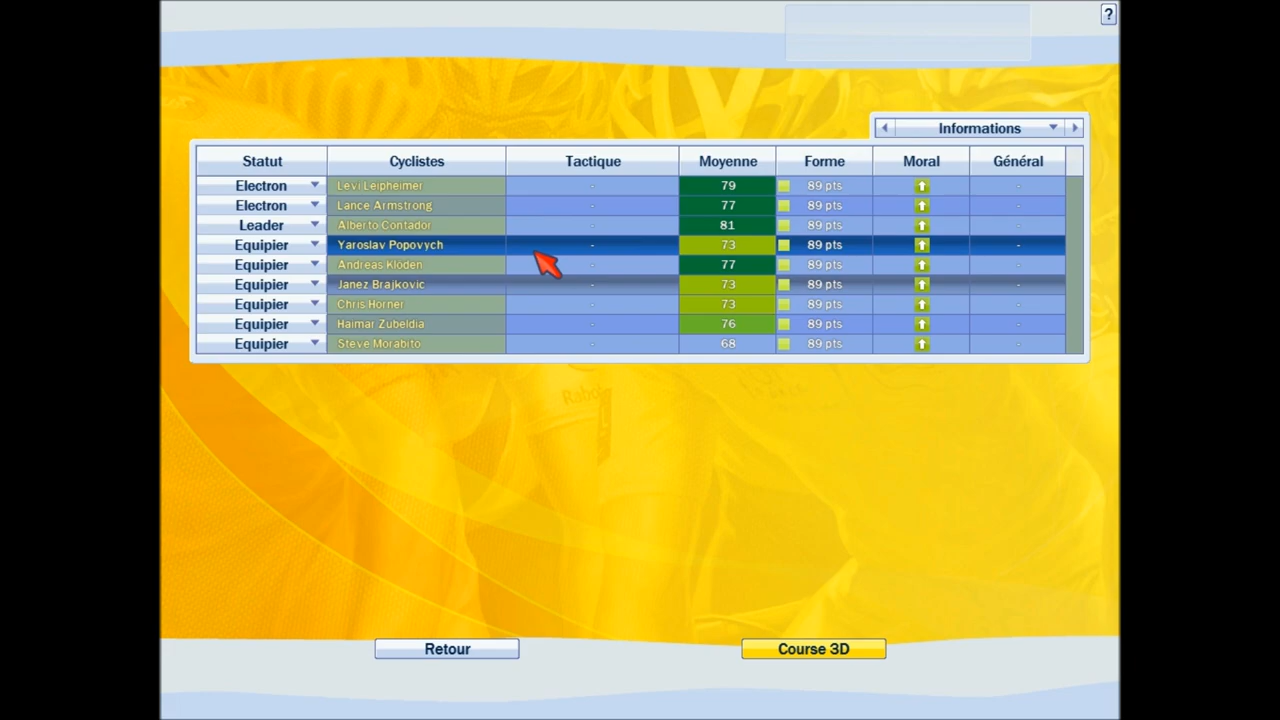 ?
Informations
Statut Cyclistes Tactique Moyenne Forme Moral Général
Electron Levi Leipheimer - 79 89 pts -
Electron Lance Armstrong - 77 89 pts -
Leader Alberto Contador - 81 89 pts -
Equipier Yaroslav Popovych - 73 89 pts -
Equipier Andreas Klöden - 77 89 pts -
Equipier Janez Brajkovic - 73 89 pts -
Equipier Chris Horner - 73 89 pts -
Equipier Haimar Zubeldia - 76 89 pts -
Equipier Steve Morabito - 68 89 pts -
Retour Course 3D